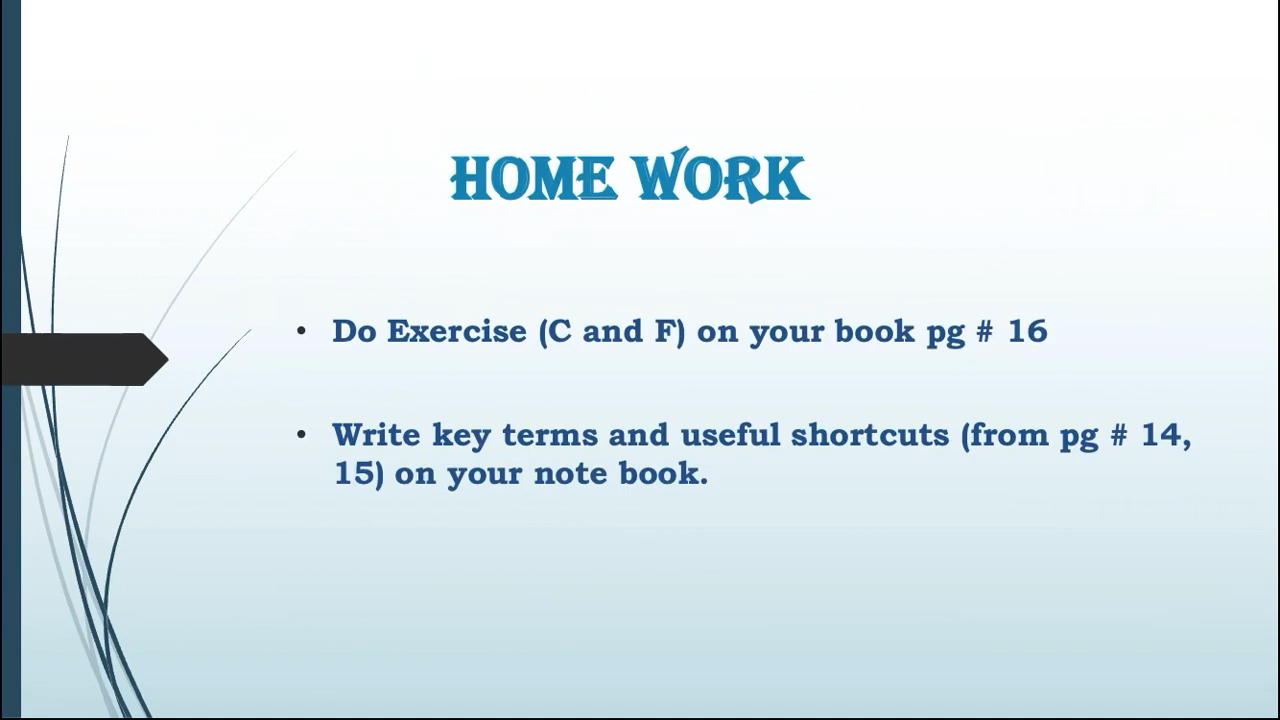 HOME WORK
• Do Exercise (C and F) on your book pg # 16
• Write key terms and useful shortcuts (from pg # 14,
15) on your note book.